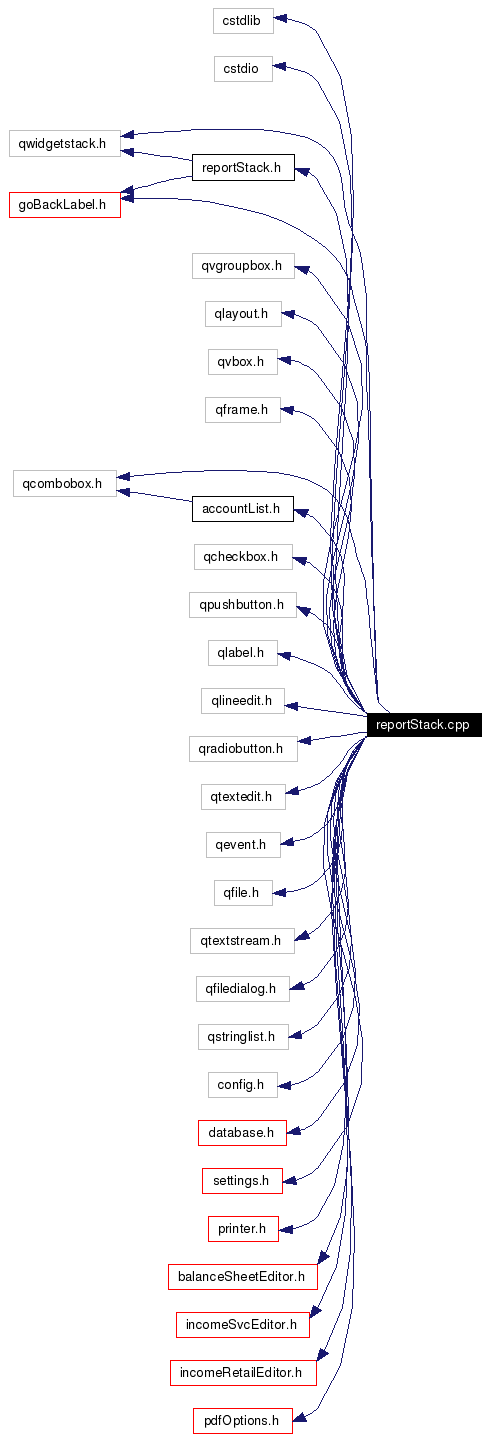 cstdlib
cstdio
qwidgetstack.h
reportStack.h
goBackLabel.h
qvgroupbox.h
qlayout.h
qvbox.h
qframe.h
qcombobox.h
accountList.h
qcheckbox.h
qpushbutton.h
qlabel.h
qlineedit.h
reportStack.cpp
qradiobutton.h
qtextedit.h
qevent.h
qfile.h
qtextstream.h
qfiledialog.h
qstringlist.h
config.h
database.h
settings.h
printer.h
balanceSheetEditor.h
incomeSvcEditor.h
incomeRetailEditor.h
pdfOptions.h